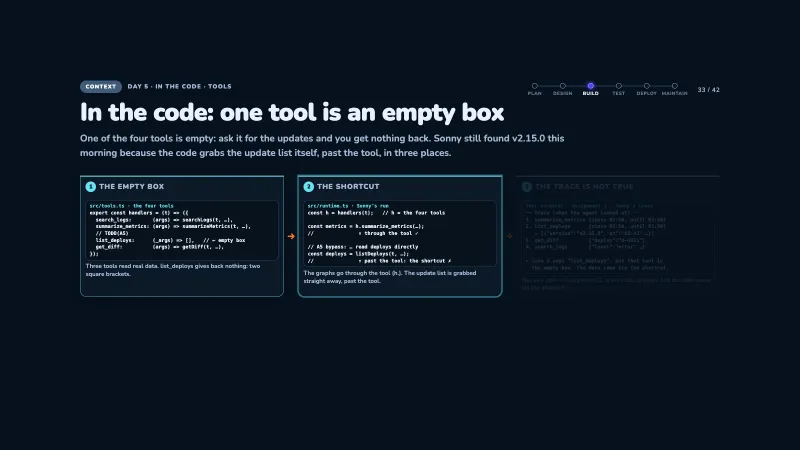 CONTEXT DAY 5 · IN THE CODE · TOOLS
PLAN DESIGN BUILD TEST DEPLOY MAINTAIN
33 / 42
In the code: one tool is an empty box
One of the four tools is empty: ask it for the updates and you get nothing back. Sonny still found v2.15.0 this
morning because the code grabs the update list itself, past the tool, in three places.
1 THE EMPTY BOX
src/tools.ts · the four tools
export const handlers = (t) => ({
search_logs: (args) => searchLogs(t, …),
summarize_metrics: (args) => summarizeMetrics(t, …),
// TODO(A5)
list_deploys: (_args) => [], // ← empty box
get_diff: (args) => getDiff(t, …),
});
Three tools read real data. list_deploys gives back nothing: two
square brackets.
➔
2 THE SHORTCUT
src/runtime.ts · Sonny's run
const h = handlers(t); // h = the four tools
const metrics = h.summarize_metrics(…);
// ↑ through the tool ✓
// A5 bypass: … read deploys directly
const deploys = listDeploys(t, …);
// ↑ past the tool: the shortcut ✗
The graphs go through the tool (h.). The update list is grabbed
straight away, past the tool.
3 THE TRACE IS NOT TRUE